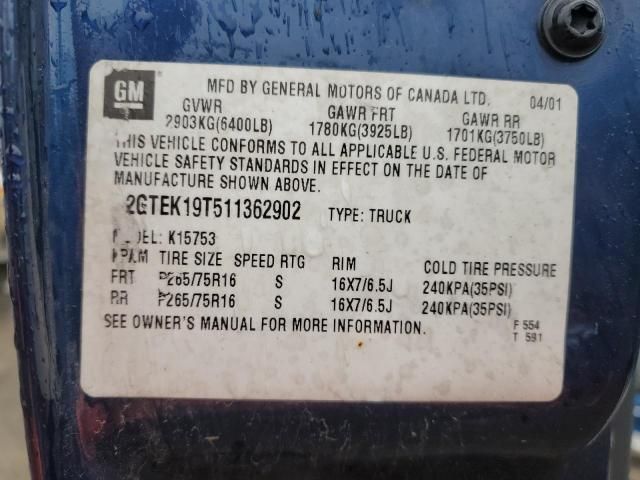 GM
MFD BY GENERAL MOTORS OF CANADA LTD. 04/01
GVWR GAWR FRT GAWR RR
2903KG(6400LB) 1780KG(3925LB) 1701KG(3750LB)
THIS VEHICLE CONFORMS TO ALL APPLICABLE U.S. FEDERAL MOTOR
VEHICLE SAFETY STANDARDS IN EFFECT ON THE DATE OF
MANUFACTURE SHOWN ABOVE.
2GTEK19T511362902 TYPE: TRUCK
MODEL: K15753
TIRE SIZE SPEED RTG RIM COLD TIRE PRESSURE
FRT P265/75R16 S 16X7/6.5J 240KPA(35PSI)
RR P265/75R16 S 16X7/6.5J 240KPA(35PSI)
SEE OWNER'S MANUAL FOR MORE INFORMATION.
F 554
T 591